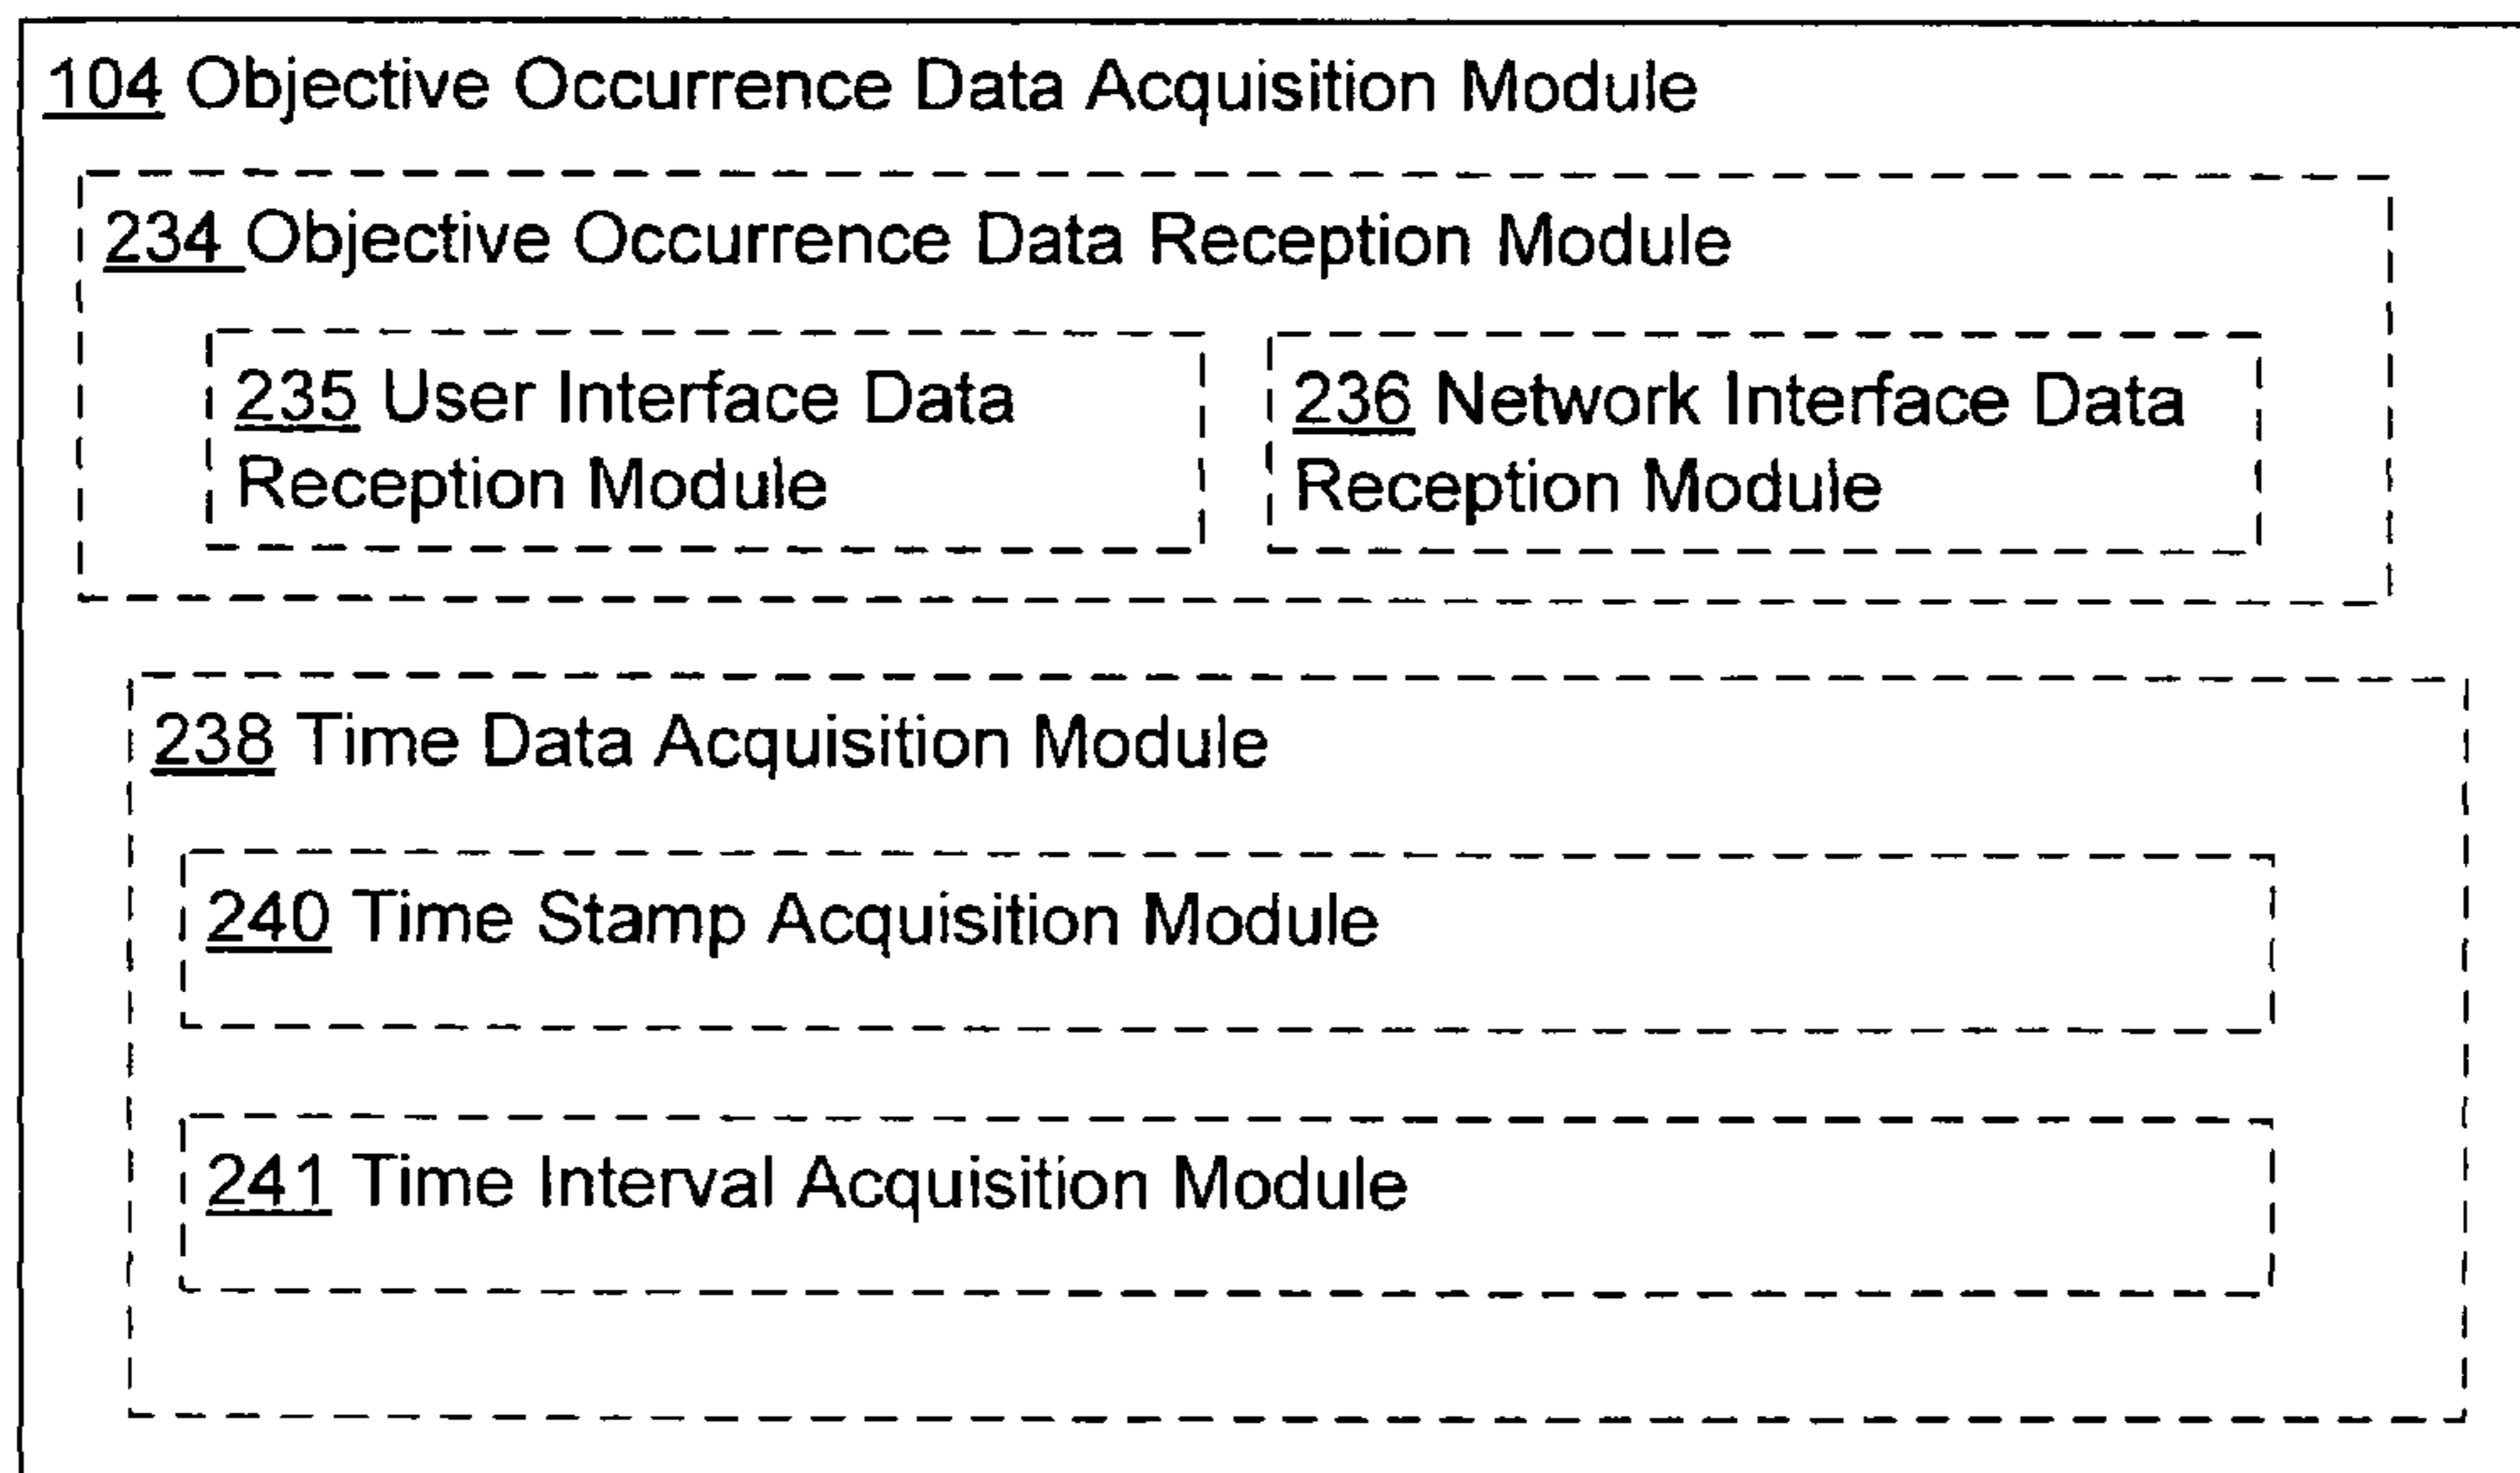 104 Objective Occurrence Data Acquisition Module
234 Objective Occurrence Data Reception Module
235 User Interface Data
Reception Module
236 Network Interface Data
Reception Module
238 Time Data Acquisition Module
240 Time Stamp Acquisition Module
241 Time Interval Acquisition Module